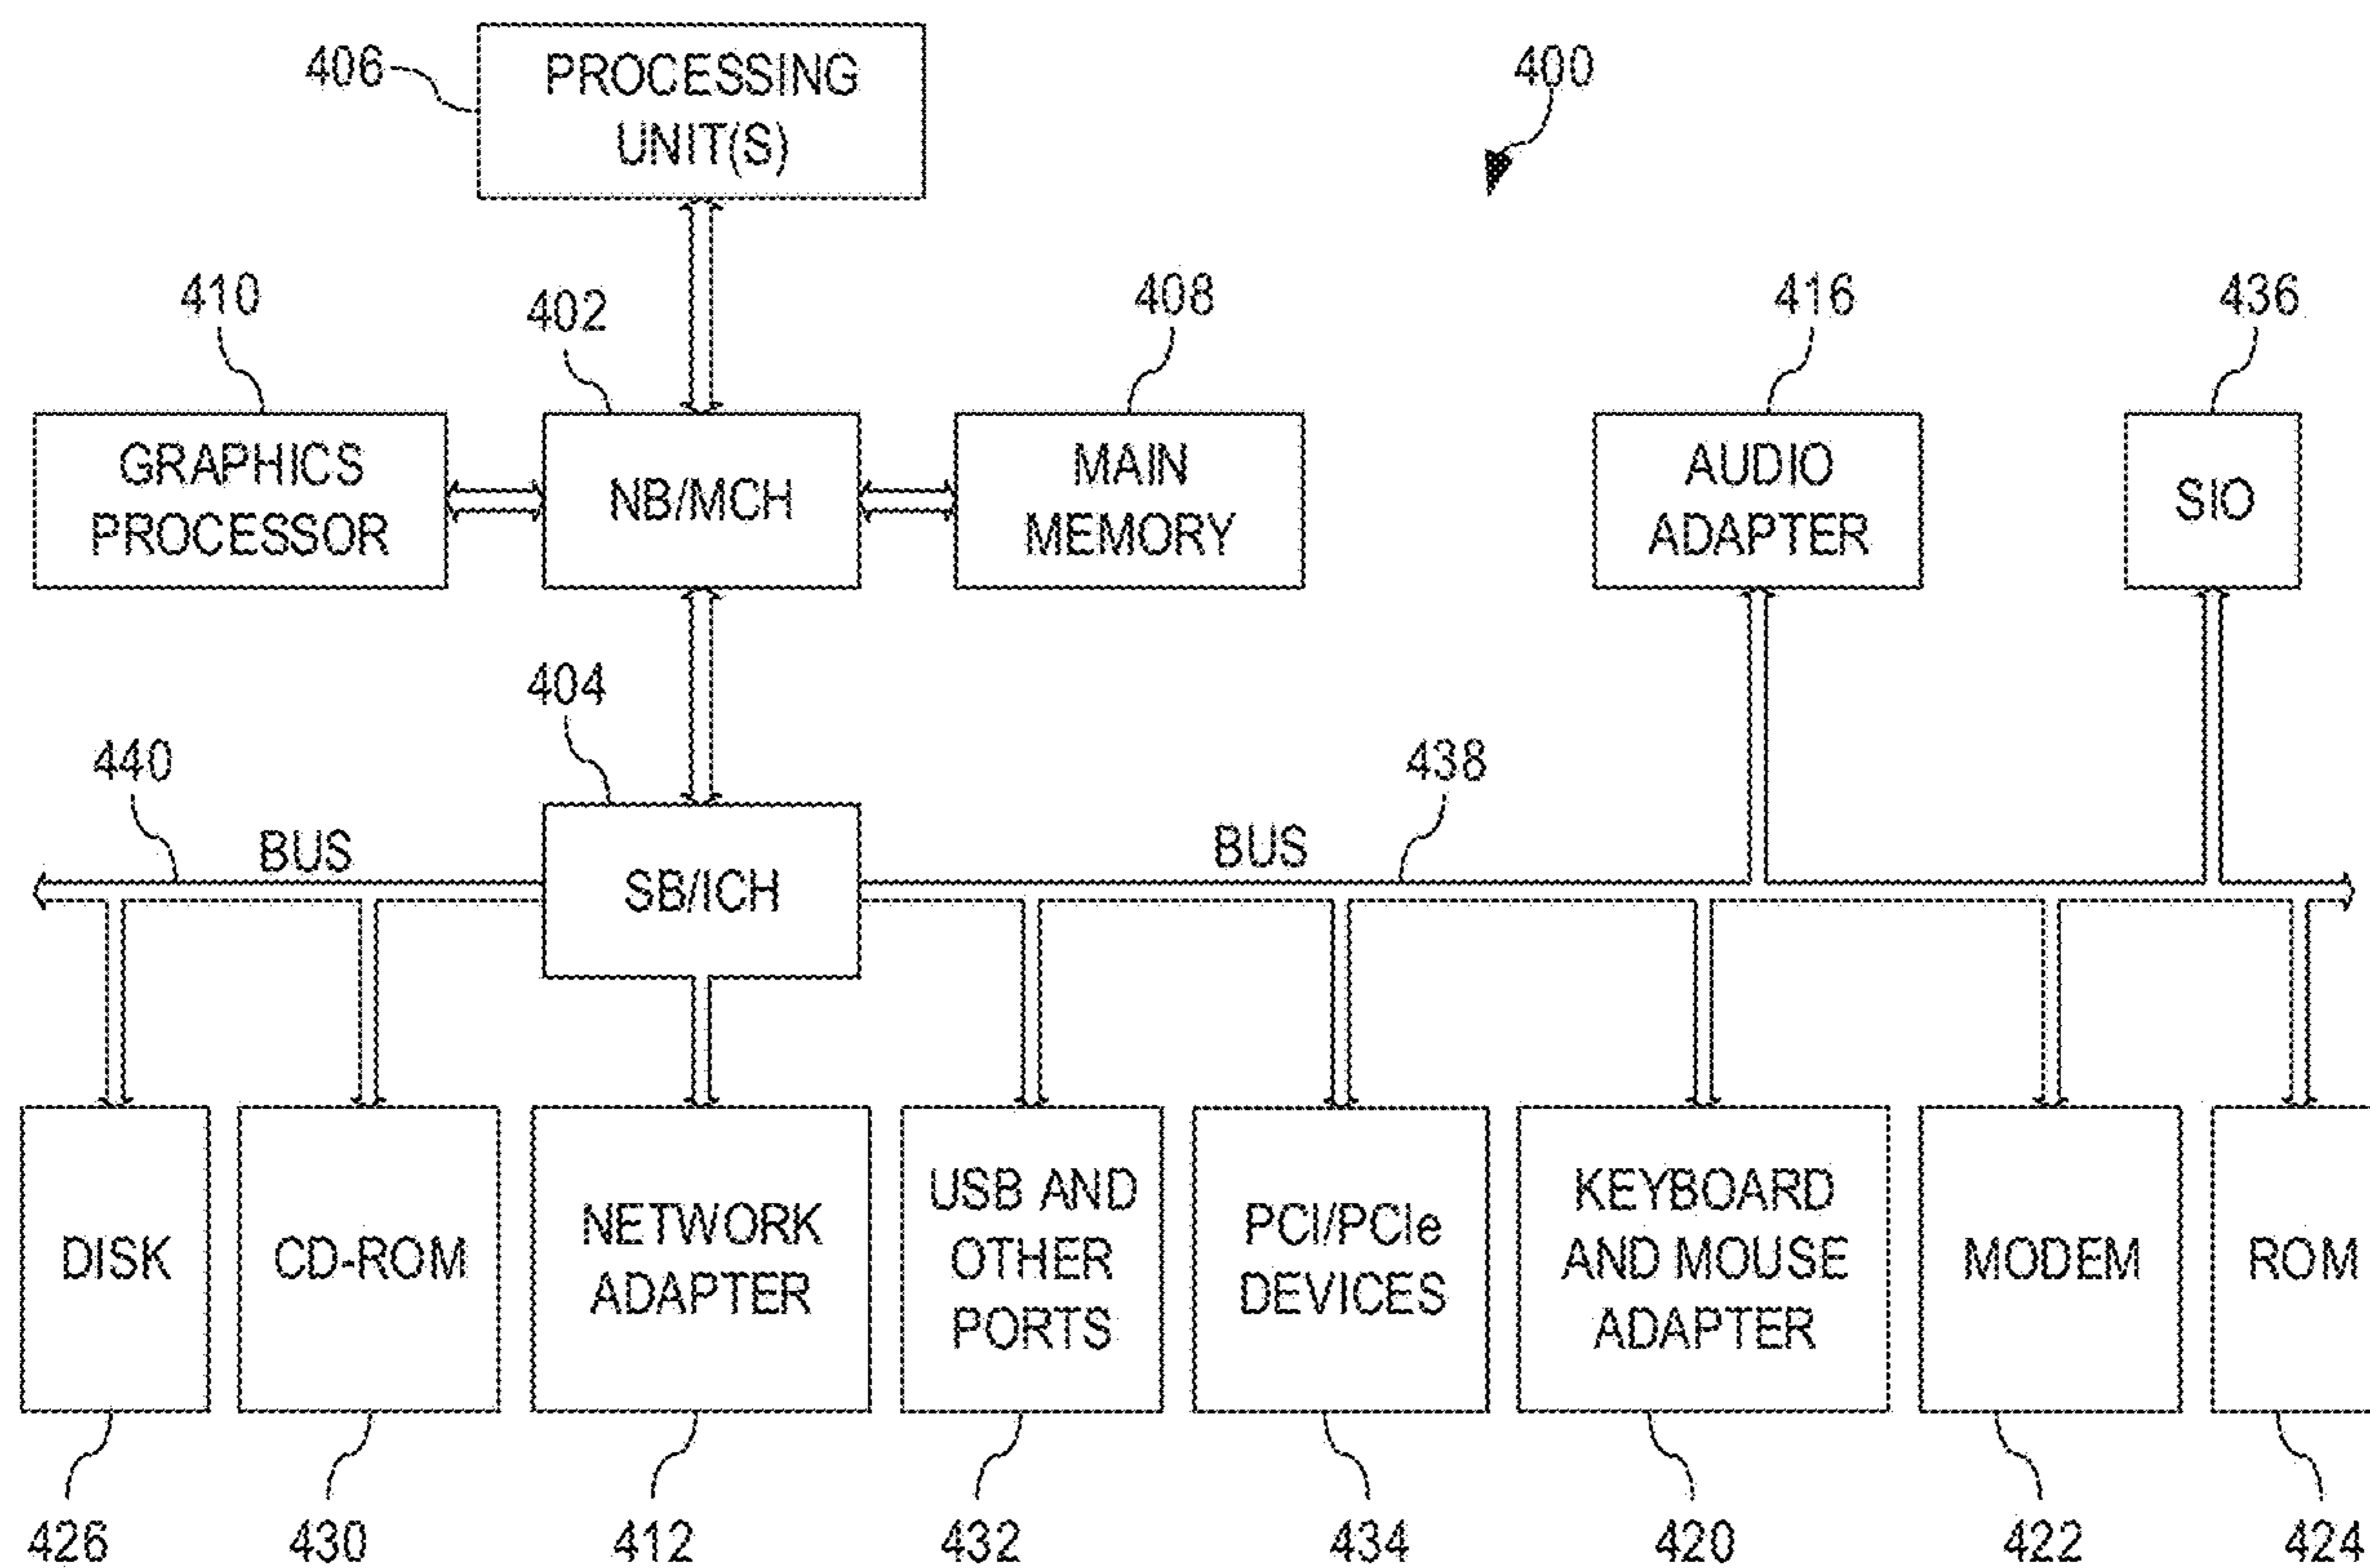 406
PROCESSING
UNIT(S)
400
410
402
408
416
436
GRAPHICS
PROCESSOR
NB/MCH
MAIN
MEMORY
AUDIO
ADAPTER
SIO
404
440
438
BUS
BUS
SB/ICH
DISK
CD-ROM
NETWORK
ADAPTER
USB AND
OTHER
PORTS
PCI/PCIe
DEVICES
KEYBOARD
AND MOUSE
ADAPTER
MODEM
ROM
426
430
412
432
434
420
422
424